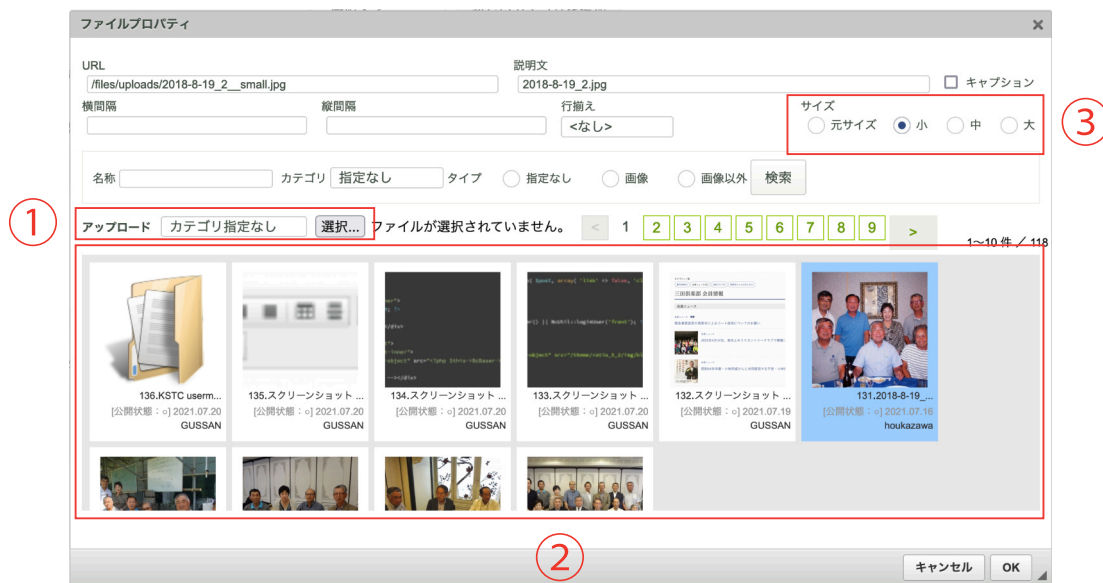 ファイルプロパティ ×
URL 説明文
/files/uploads/2018-8-19_2__small.jpg 2018-8-19_2.jpg キャプション
横間隔 縦間隔 行揃え サイズ
<なし> 元サイズ 小 中 大 ③
名称 カテゴリ 指定なし タイプ 指定なし 画像 画像以外 検索
① アップロード カテゴリ指定なし 選択... ファイルが選択されていません。 < 1 2 3 4 5 6 7 8 9 >
1〜10 件 ／ 118
三田倶楽部 会員情報
136.KSTC userm... 135.スクリーンショット ... 134.スクリーンショット ... 133.スクリーンショット ... 132.スクリーンショット ... 131.2018-8-19_...
[公開状態：○] 2021.07.20 [公開状態：○] 2021.07.20 [公開状態：○] 2021.07.20 [公開状態：○] 2021.07.20 [公開状態：○] 2021.07.19 [公開状態：○] 2021.07.16
GUSSAN GUSSAN GUSSAN GUSSAN GUSSAN houkazawa
②
キャンセル OK